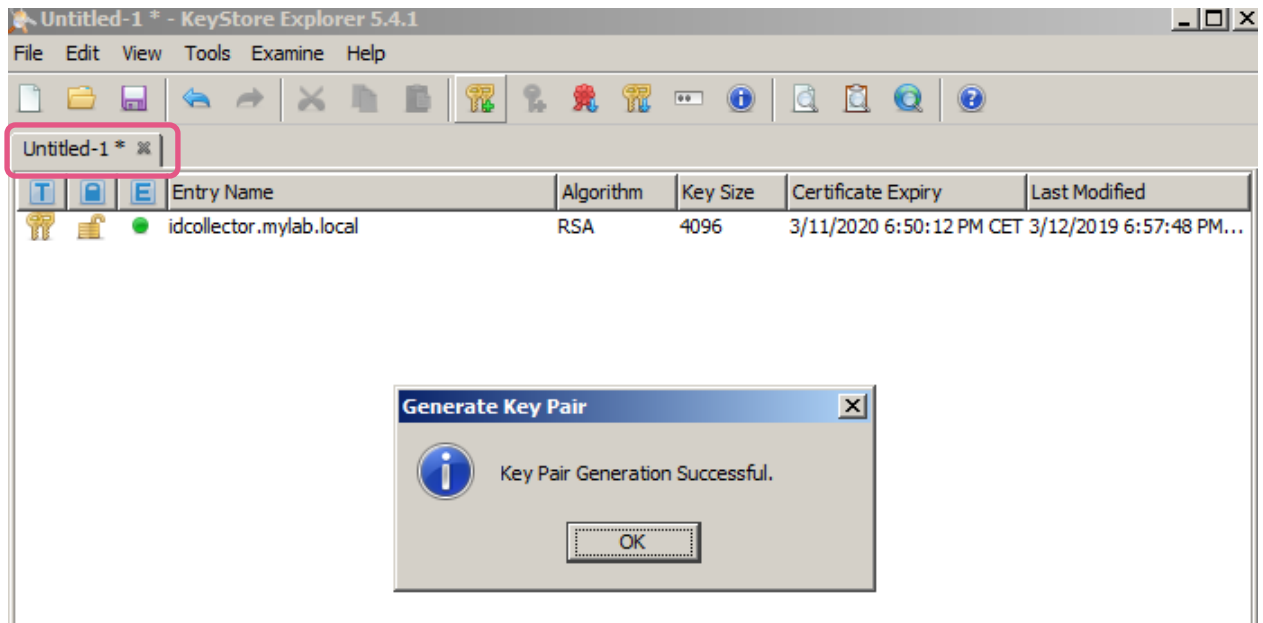 Untitled-1 * - KeyStore Explorer 5.4.1
File Edit View Tools Examine Help
Untitled-1 *
T E Entry Name Algorithm Key Size Certificate Expiry Last Modified
idcollector.mylab.local RSA 4096 3/11/2020 6:50:12 PM CET 3/12/2019 6:57:48 PM...
Generate Key Pair
Key Pair Generation Successful.
OK